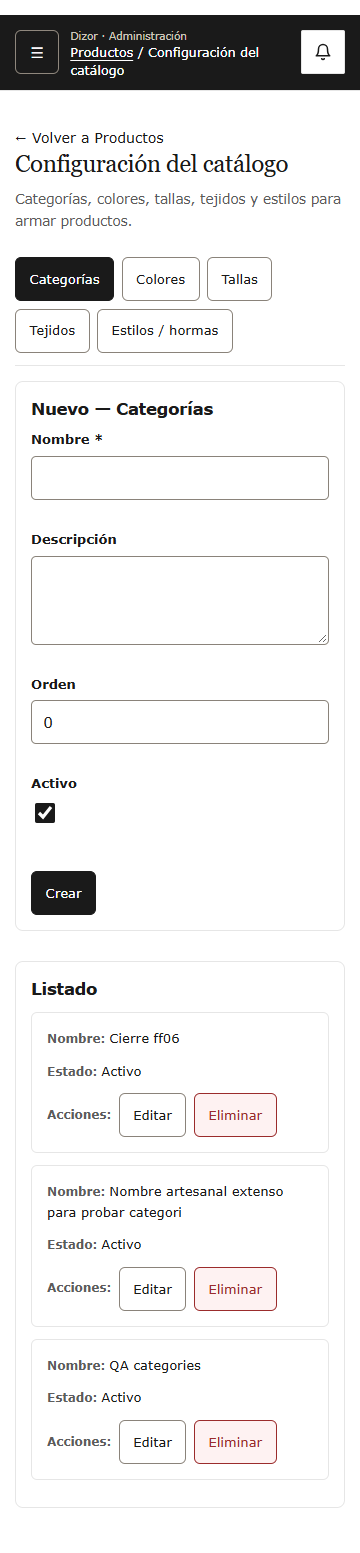 ☰
Dizor · Administración
Productos / Configuración del
catálogo
← Volver a Productos
Configuración del catálogo
Categorías, colores, tallas, tejidos y estilos para
armar productos.
Categorías
Colores
Tallas
Tejidos
Estilos / hormas
Nuevo — Categorías
Nombre *
Descripción
Orden
0
Activo
Crear
Listado
Nombre: Cierre ff06
Estado: Activo
Acciones: Editar Eliminar
Nombre: Nombre artesanal extenso
para probar categori
Estado: Activo
Acciones: Editar Eliminar
Nombre: QA categories
Estado: Activo
Acciones: Editar Eliminar